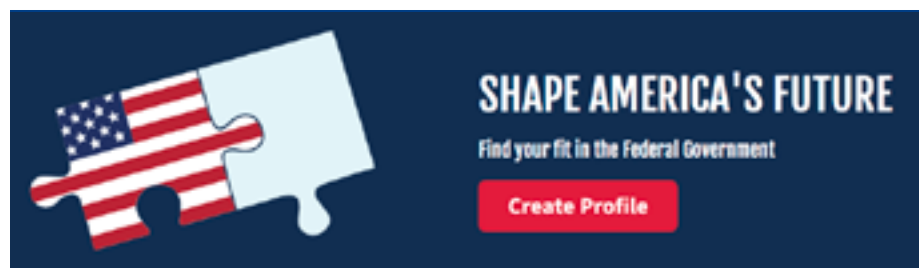 SHAPE AMERICA'S FUTURE
Find your fit in the Federal Government
Create Profile